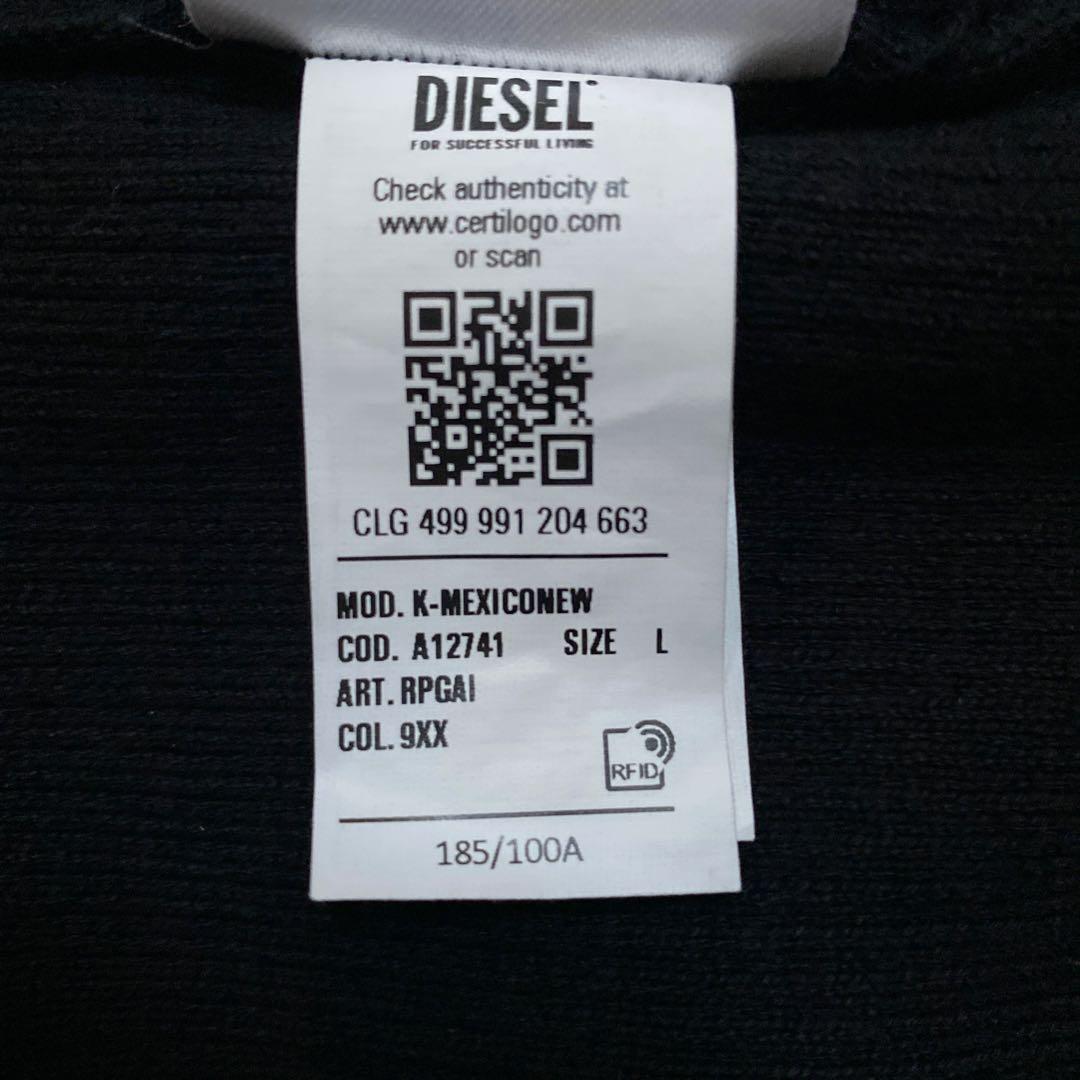 DIESEL
FOR SUCCESSFUL LIVING
Check authenticity at
www.certilogo.com
or scan
CLG 499 991 204 663
MOD. K-MEXICONEW
COD. A12741 SIZE L
ART. RPGAI
COL. 9XX
RFID
185/100A